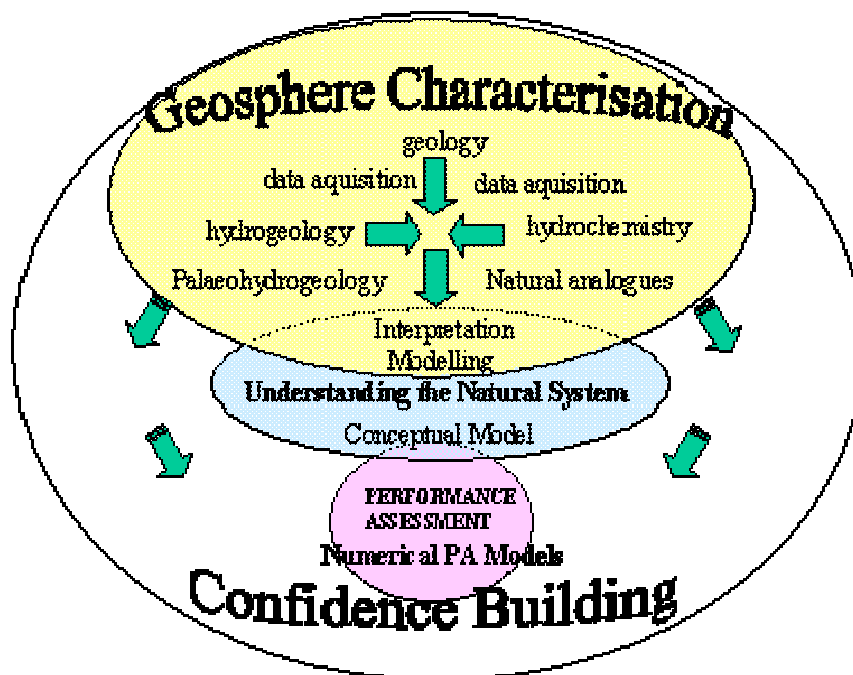 Geosphere Characterisation
geology
data aquisition data aquisition
hydrogeology hydrochemistry
Palaeohydrogeology Natural analogues
Interpretation
Modelling
Understanding the Natural System
Conceptual Model
PERFORMANCE
ASSESSMENT
Numerical PA Models
Confidence Building